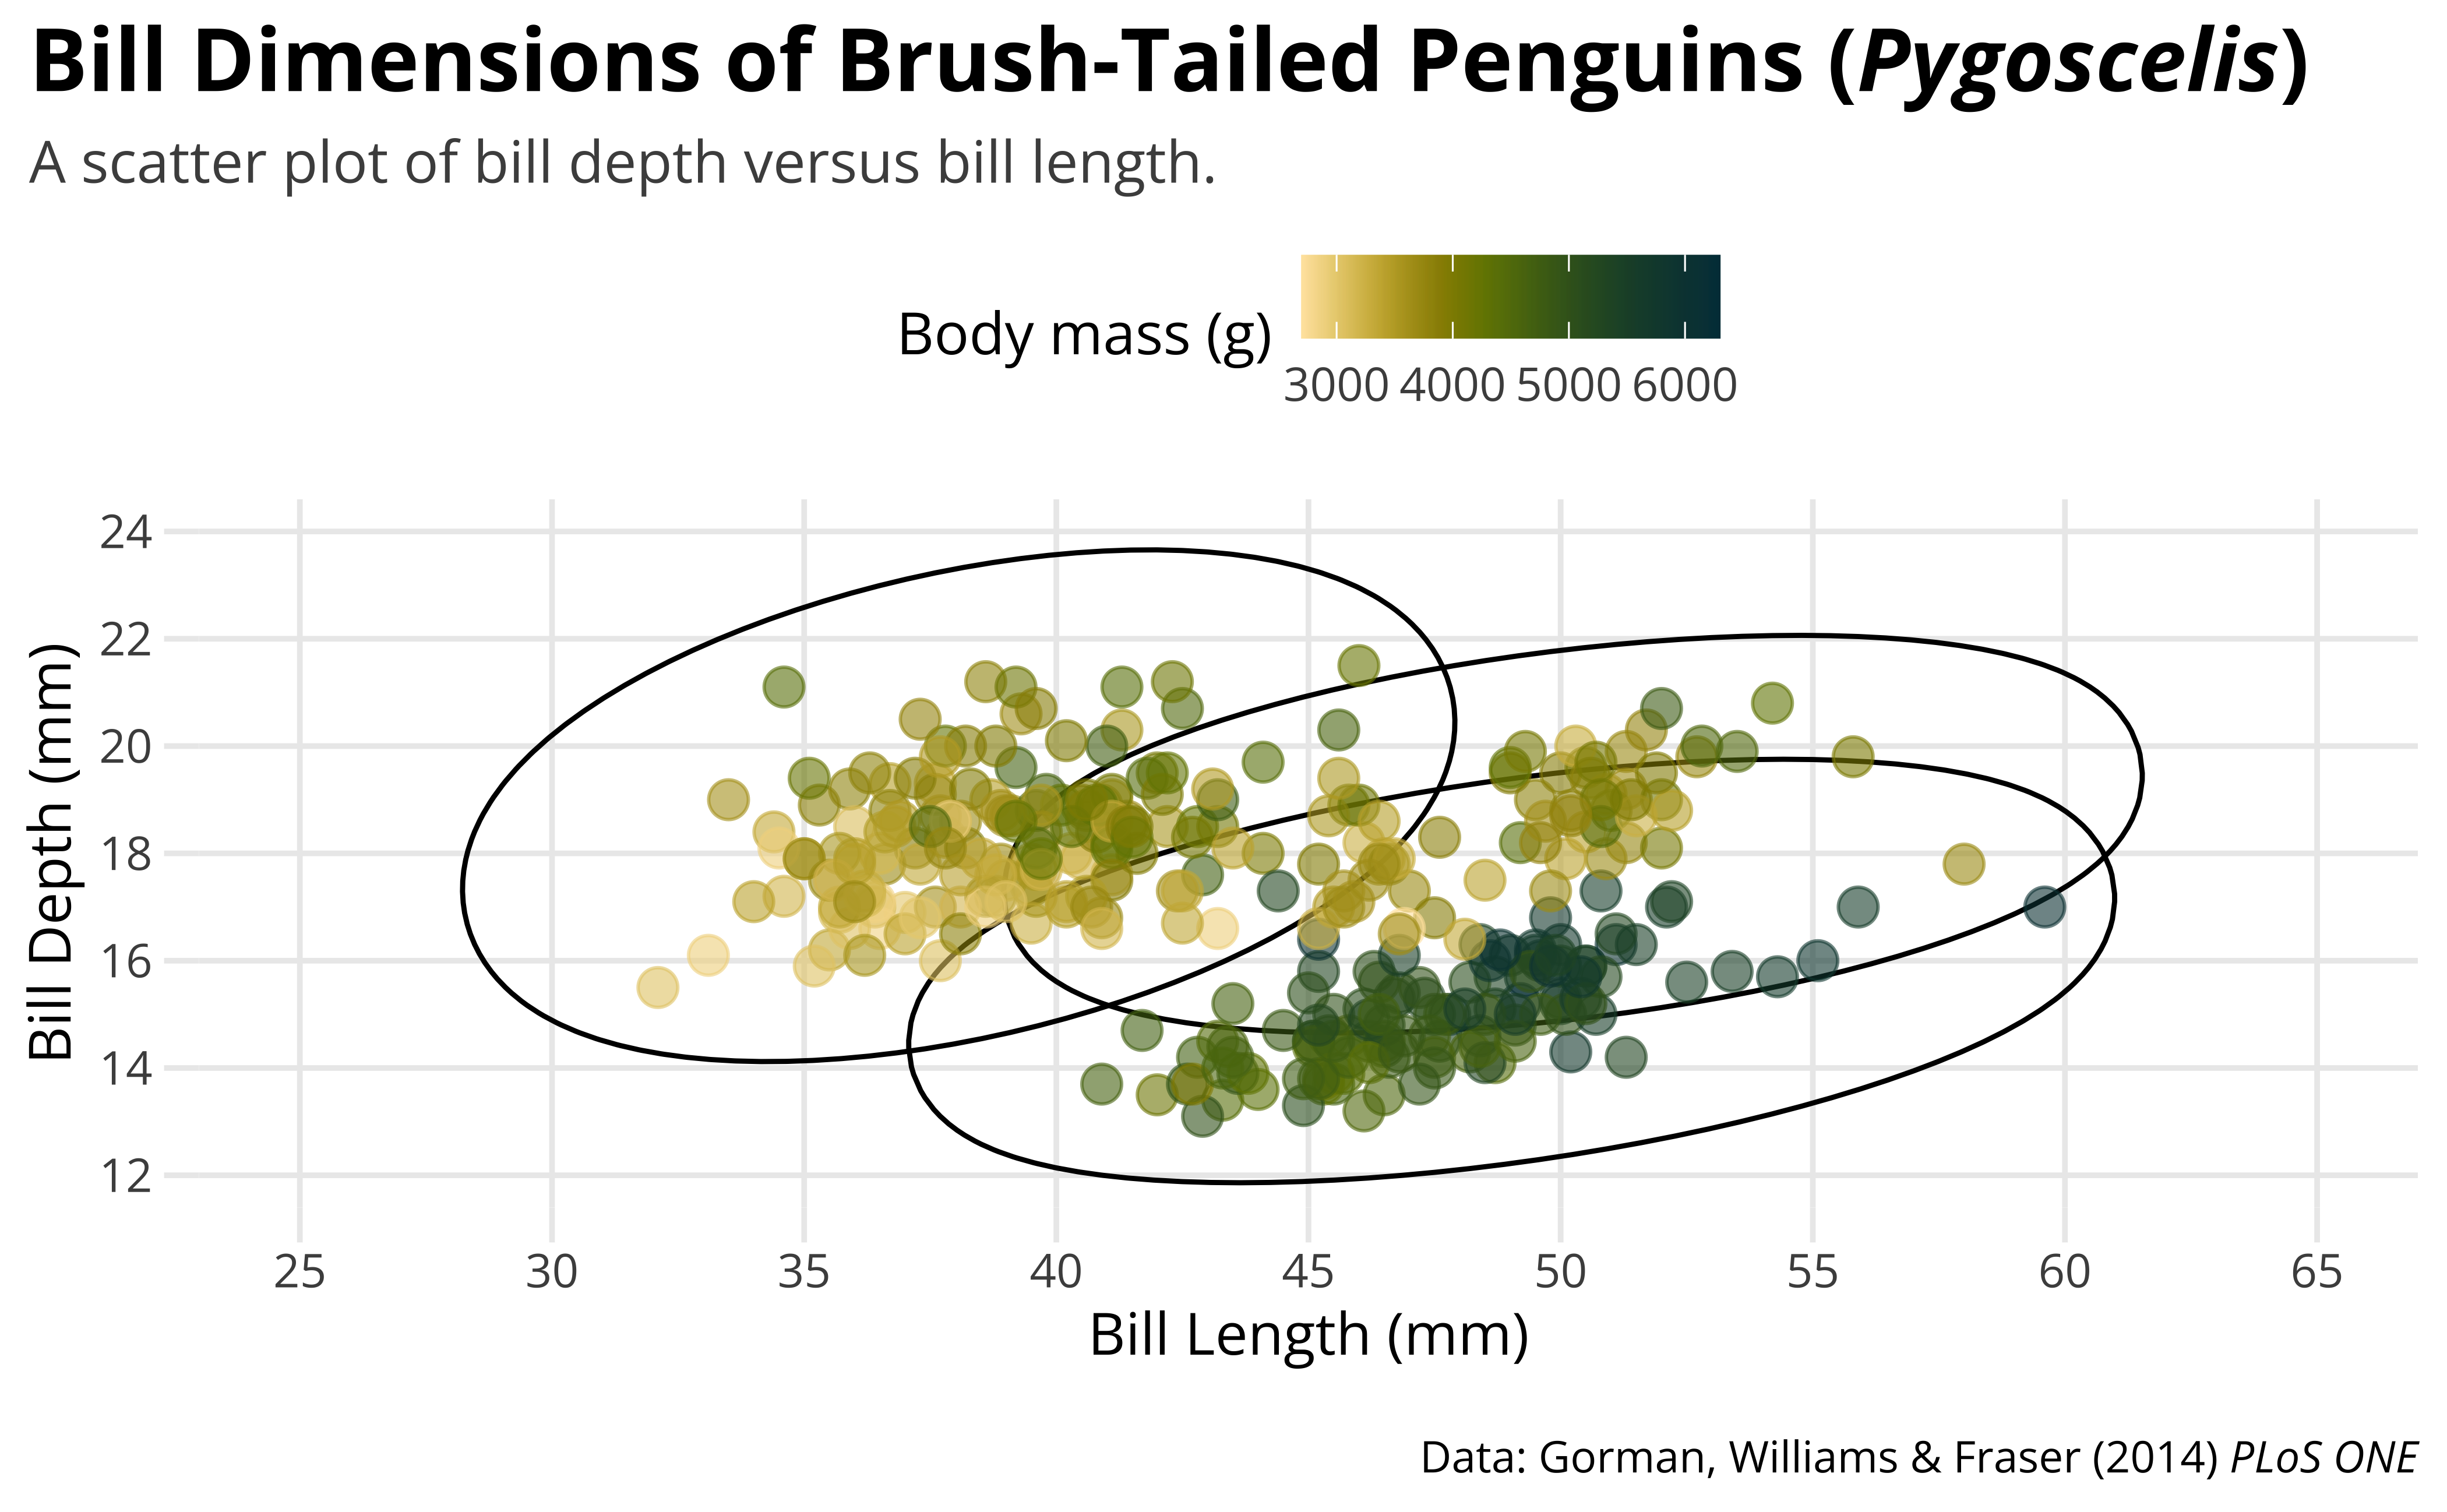 Bill Dimensions of Brush-Tailed Penguins (Pygoscelis)
A scatter plot of bill depth versus bill length.
Body mass (g)
3000 4000 5000 6000
Bill Depth (mm)
24
22
20
18
16
14
12
25 30 35 40 45 50 55 60 65
Bill Length (mm)
Data: Gorman, Williams & Fraser (2014) PLoS ONE